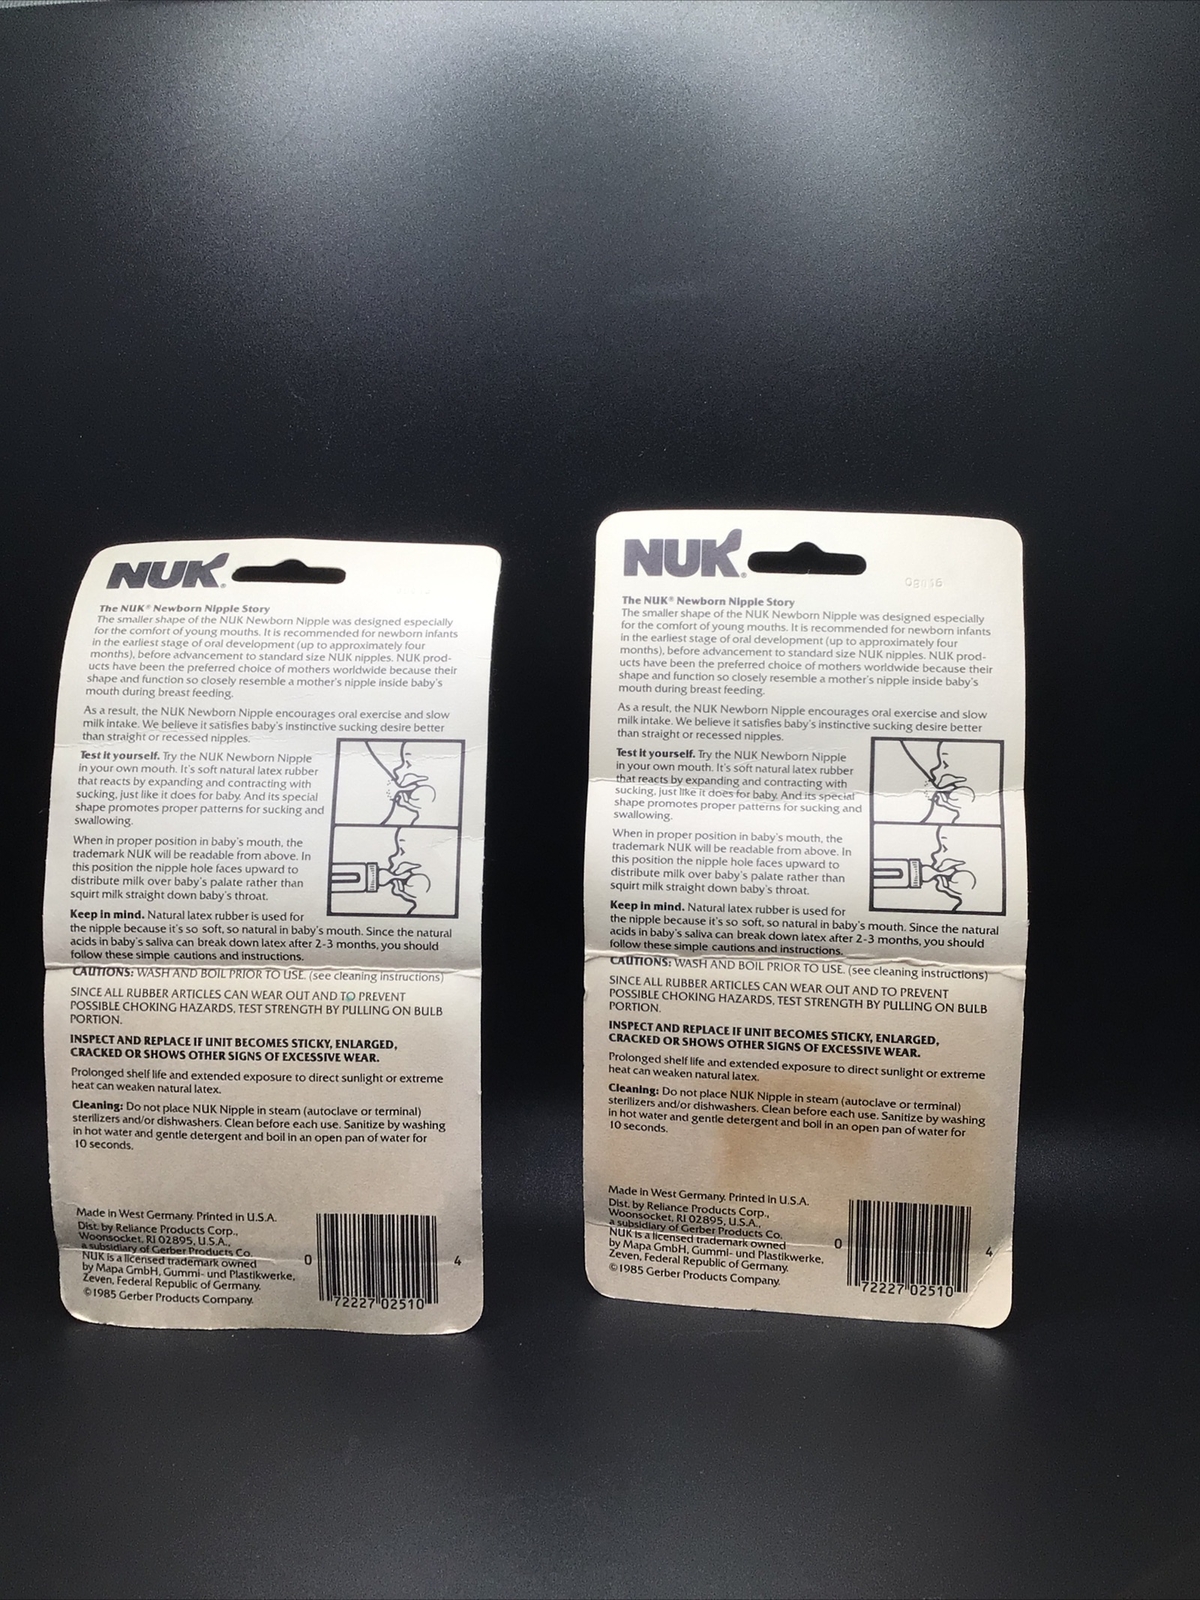 NUK®
The NUK® Newborn Nipple Story
The smaller shape of the NUK Newborn Nipple was designed especially
for the comfort of young mouths. It is recommended for newborn infants
in the earliest stage of oral development (up to approximately four
months), before advancement to standard size NUK nipples. NUK prod-
ucts have been the preferred choice of mothers worldwide because their
shape and function so closely resemble a mother's nipple inside baby's
mouth during breast feeding.
As a result, the NUK Newborn Nipple encourages oral exercise and slow
milk intake. We believe it satisfies baby's instinctive sucking desire better
than straight or recessed nipples.
Test it yourself. Try the NUK Newborn Nipple
in your own mouth. It's soft natural latex rubber
that reacts by expanding and contracting with
sucking, just like it does for baby. And its special
shape promotes proper patterns for sucking and
swallowing.
When in proper position in baby's mouth, the
trademark NUK will be readable from above. In
this position the nipple hole faces upward to
distribute milk over baby's palate rather than
squirt milk straight down baby's throat.
Keep in mind. Natural latex rubber is used for
the nipple because it's so soft, so natural in baby's mouth. Since the natural
acids in baby's saliva can break down latex after 2-3 months, you should
follow these simple cautions and instructions.
CAUTIONS: WASH AND BOIL PRIOR TO USE. (see cleaning instructions)
SINCE ALL RUBBER ARTICLES CAN WEAR OUT AND TO PREVENT
POSSIBLE CHOKING HAZARDS, TEST STRENGTH BY PULLING ON BULB
PORTION.
INSPECT AND REPLACE IF UNIT BECOMES STICKY, ENLARGED,
CRACKED OR SHOWS OTHER SIGNS OF EXCESSIVE WEAR.
Prolonged shelf life and extended exposure to direct sunlight or extreme
heat can weaken natural latex.
Cleaning: Do not place NUK Nipple in steam (autoclave or terminal)
sterilizers and/or dishwashers. Clean before each use. Sanitize by washing
in hot water and gentle detergent and boil in an open pan of water for
10 seconds.
Made in West Germany. Printed in U.S.A.
Dist. by Reliance Products Corp.,
Woonsocket, RI 02895, U.S.A.,
a subsidiary of Gerber Products Co.
NUK is a licensed trademark owned
by Mapa GmbH, Gummi- und Plastikwerke,
Zeven, Federal Republic of Germany.
©1985 Gerber Products Company.
0 72227 02510 4
NUK®
The NUK® Newborn Nipple Story
The smaller shape of the NUK Newborn Nipple was designed especially
for the comfort of young mouths. It is recommended for newborn infants
in the earliest stage of oral development (up to approximately four
months), before advancement to standard size NUK nipples. NUK prod-
ucts have been the preferred choice of mothers worldwide because their
shape and function so closely resemble a mother's nipple inside baby's
mouth during breast feeding.
As a result, the NUK Newborn Nipple encourages oral exercise and slow
milk intake. We believe it satisfies baby's instinctive sucking desire better
than straight or recessed nipples.
Test it yourself. Try the NUK Newborn Nipple
in your own mouth. It's soft natural latex rubber
that reacts by expanding and contracting with
sucking, just like it does for baby. And its special
shape promotes proper patterns for sucking and
swallowing.
When in proper position in baby's mouth, the
trademark NUK will be readable from above. In
this position the nipple hole faces upward to
distribute milk over baby's palate rather than
squirt milk straight down baby's throat.
Keep in mind. Natural latex rubber is used for
the nipple because it's so soft, so natural in baby's mouth. Since the natural
acids in baby's saliva can break down latex after 2-3 months, you should
follow these simple cautions and instructions.
CAUTIONS: WASH AND BOIL PRIOR TO USE. (see cleaning instructions)
SINCE ALL RUBBER ARTICLES CAN WEAR OUT AND TO PREVENT
POSSIBLE CHOKING HAZARDS, TEST STRENGTH BY PULLING ON BULB
PORTION.
INSPECT AND REPLACE IF UNIT BECOMES STICKY, ENLARGED,
CRACKED OR SHOWS OTHER SIGNS OF EXCESSIVE WEAR.
Prolonged shelf life and extended exposure to direct sunlight or extreme
heat can weaken natural latex.
Cleaning: Do not place NUK Nipple in steam (autoclave or terminal)
sterilizers and/or dishwashers. Clean before each use. Sanitize by washing
in hot water and gentle detergent and boil in an open pan of water for
10 seconds.
Made in West Germany. Printed in U.S.A.
Dist. by Reliance Products Corp.,
Woonsocket, RI 02895, U.S.A.,
a subsidiary of Gerber Products Co.
NUK is a licensed trademark owned
by Mapa GmbH, Gummi- und Plastikwerke,
Zeven, Federal Republic of Germany.
©1985 Gerber Products Company.
0 72227 02510 4